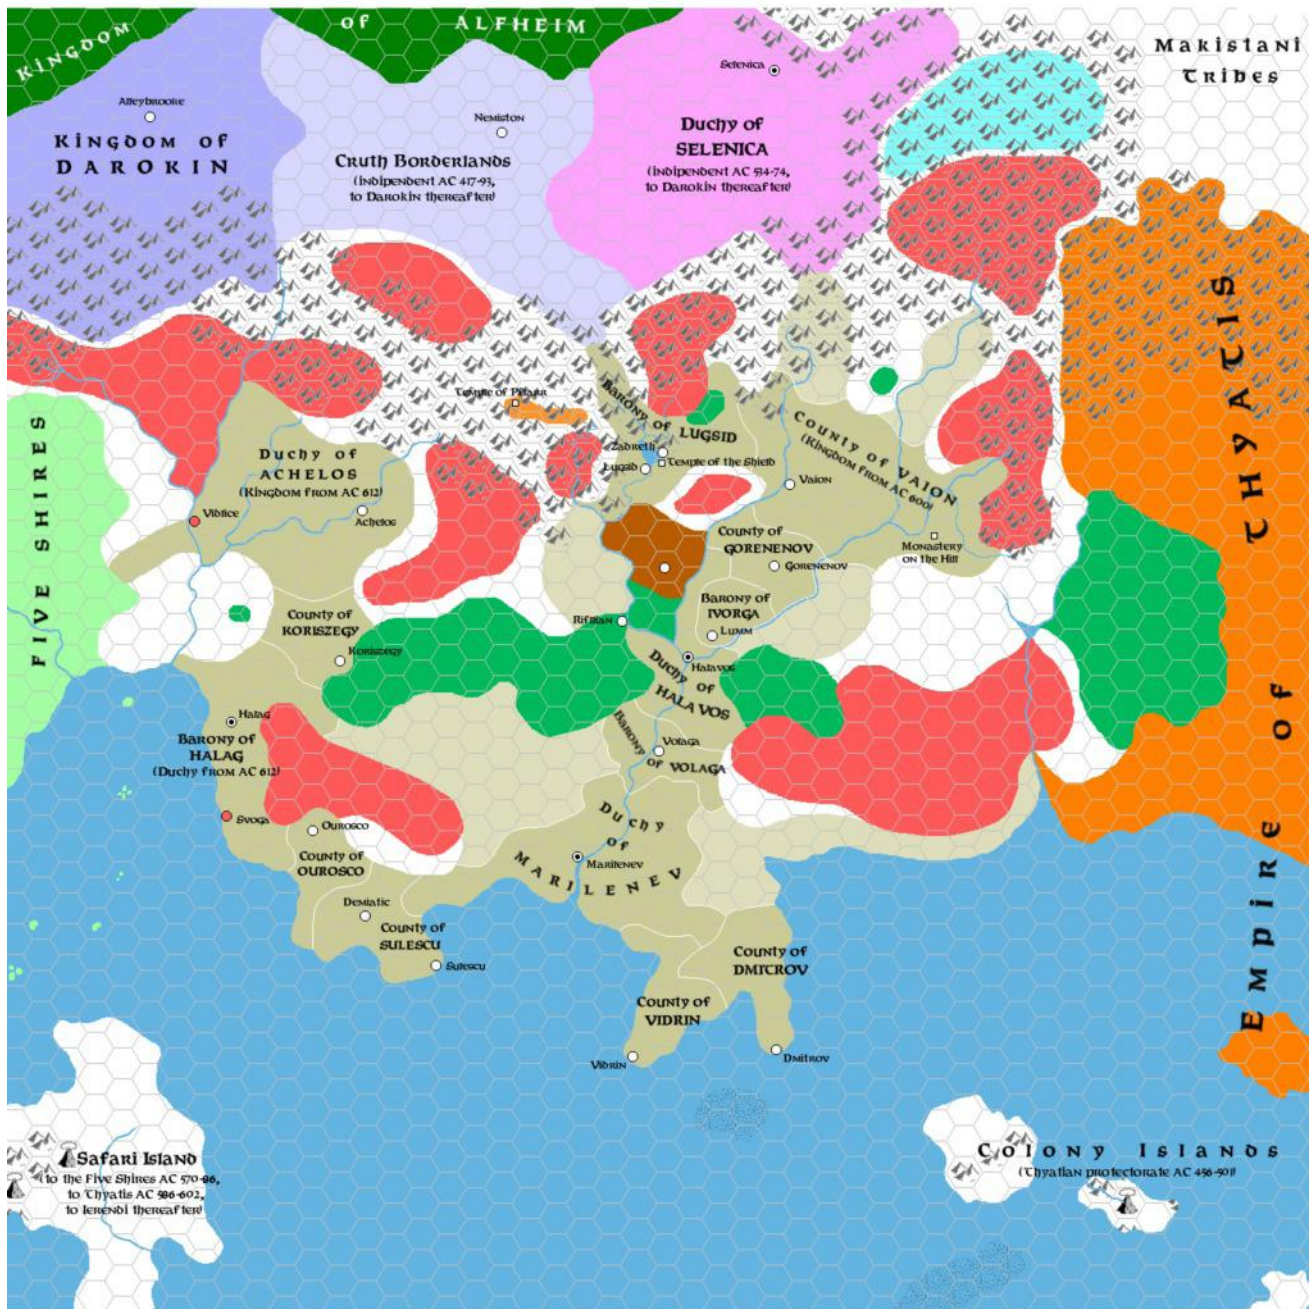 KINGDOM of ALFHEIM
Makistani
Tribes
Selenica
Alleybrooke
Nemiston
KINGDOM of
DAROKIN
Duchy of
SELENICA
(indipendent AC 514-74,
to Darokin thereafter)
Cruth Borderlands
(indipendent AC 417-93,
to Darokin thereafter)
EMPIRE of THYATIS
Temple of Pflarr
BARONY of LUGSID
COUNTY of VAION
(Kingdom from AC 600)
FIVE SHIRES
Duchy of
ACHELOS
(Kingdom from AC 612)
Zadreth
Lugsid
Temple of the Shield
Vaion
Vibtice
Achelos
County of
GORENENOV
Gorenenov
Monastery
on the Hill
Barony of
IVORGA
Lumm
County of
KORISZEGY
Koriszegy
Rifllian
Halavos
Duchy of
HALAVOS
Halag
Barony of
HALAG
(Duchy from AC 612)
Volaga
Barony
of VOLAGA
Svoga
Ourosco
County of
OUROSCO
Duchy
of
MARILENEV
Marilenev
Demiatic
County of
SULESCU
Sulescu
County of
DMITROV
County of
VIDRIN
Vidrin
Dmitrov
Safari Island
(to the Five Shires AC 570-86,
to Thyatis AC 586-602,
to Ierendi thereafter)
Colony Islands
(Thyatian protectorate AC 456-501)